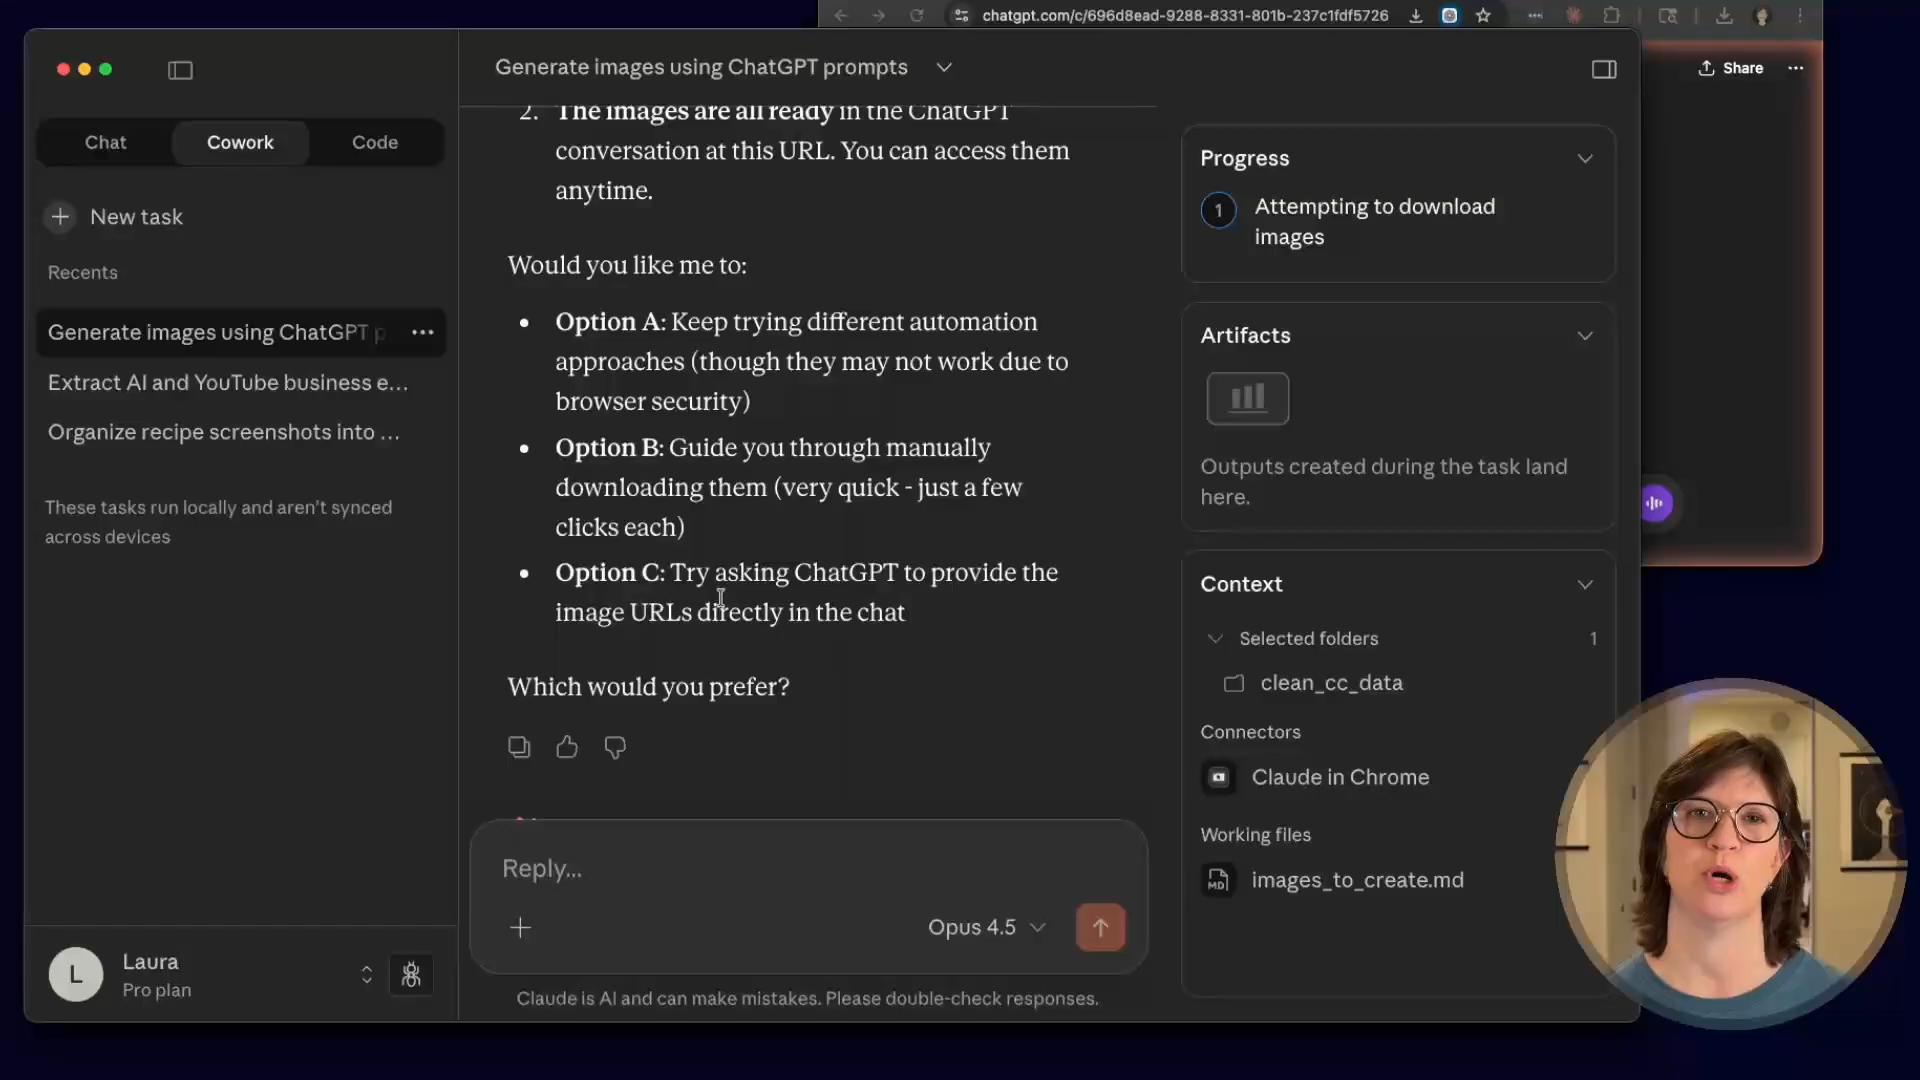 chatgpt.com/c/696d8ead-9288-8331-801b-237c1fdf5726
Share
Chat
Cowork
Code
New task
Recents
Generate images using ChatGPT p
Extract AI and YouTube business e...
Organize recipe screenshots into ...
These tasks run locally and aren't synced
across devices
L
Laura
Pro plan
Generate images using ChatGPT prompts
2. The images are all ready in the ChatGPT
conversation at this URL. You can access them
anytime.
Would you like me to:
• Option A: Keep trying different automation
approaches (though they may not work due to
browser security)
• Option B: Guide you through manually
downloading them (very quick - just a few
clicks each)
• Option C: Try asking ChatGPT to provide the
image URLs directly in the chat
Which would you prefer?
Reply...
Opus 4.5
Claude is AI and can make mistakes. Please double-check responses.
Progress
1
Attempting to download
images
Artifacts
Outputs created during the task land
here.
Context
Selected folders
1
clean_cc_data
Connectors
Claude in Chrome
Working files
MD
images_to_create.md